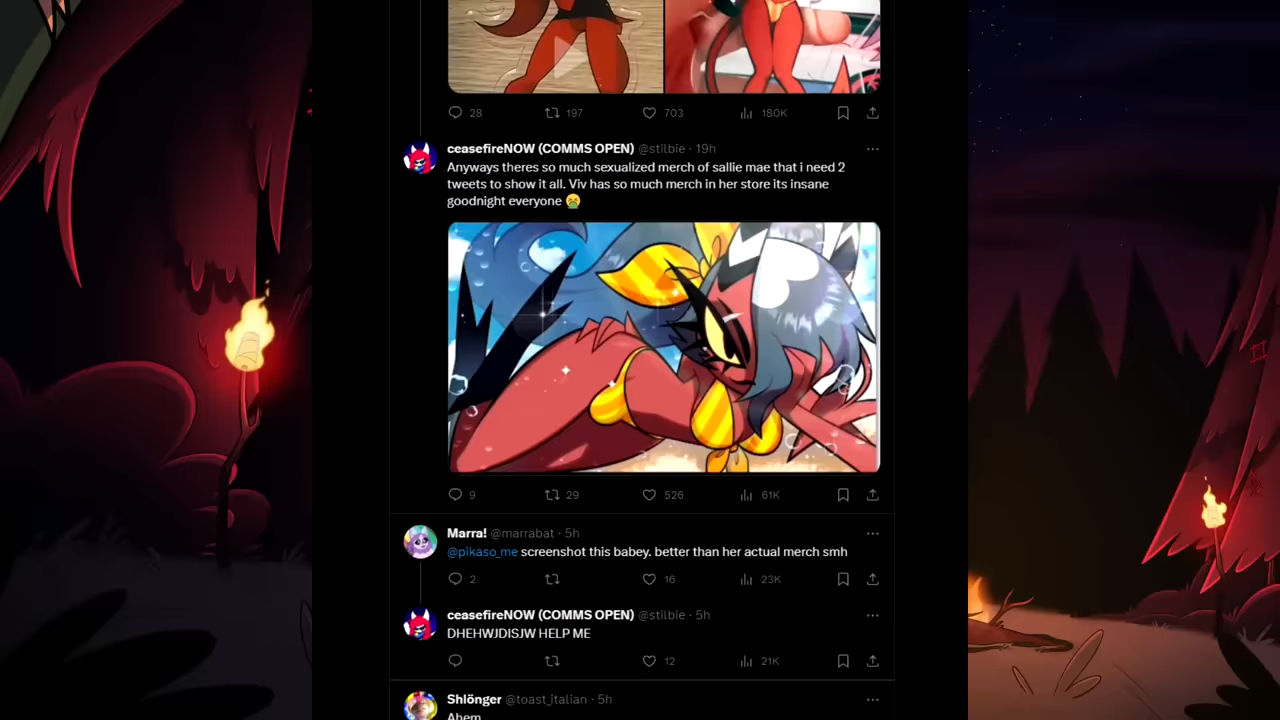 28 197 703 180K
ceasefireNOW (COMMS OPEN) @stilbie · 19h
Anyways theres so much sexualized merch of sallie mae that i need 2
tweets to show it all. Viv has so much merch in her store its insane
goodnight everyone 🤮
9 29 526 61K
Marra! @marrabat · 5h
@pikaso_me screenshot this babey. better than her actual merch smh
2 16 23K
ceasefireNOW (COMMS OPEN) @stilbie · 5h
DHEHWJDISJW HELP ME
12 21K
Shlönger @toast_italian · 5h
Ahem